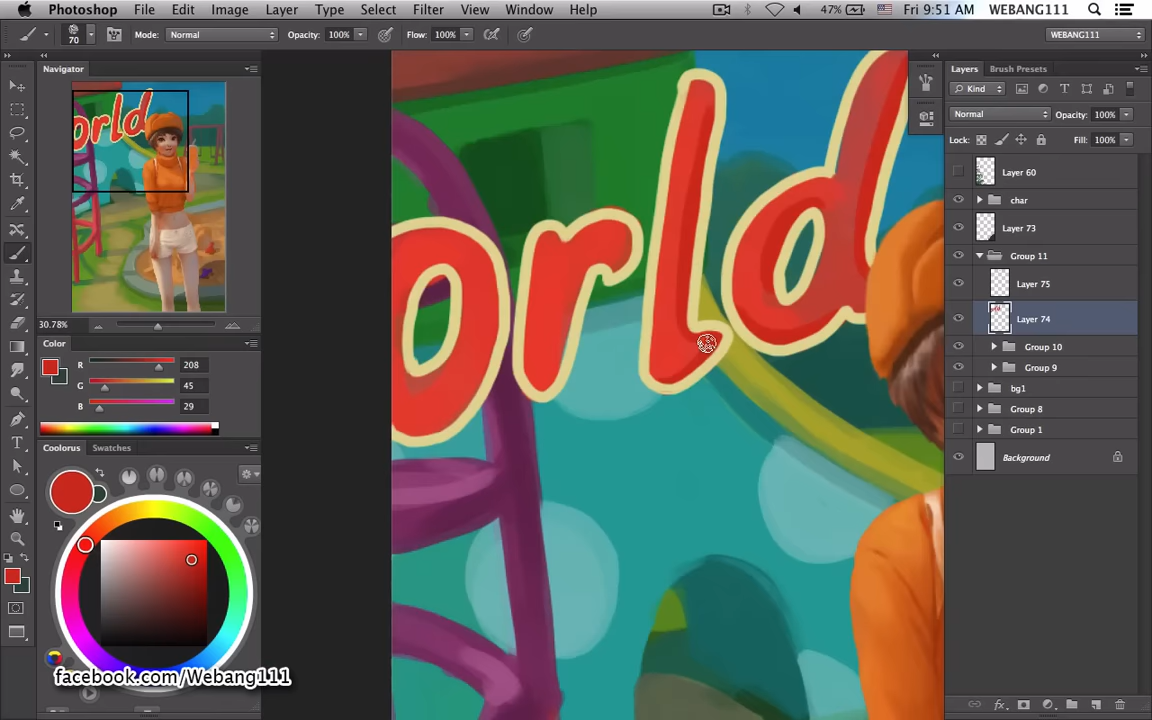 Photoshop File Edit Image Layer Type Select Filter View Window Help 47% Fri 9:51 AM WEBANG111
70 Mode: Normal Opacity: 100% Flow: 100% WEBANG111
Navigator
30.78%
Color
R 208
G 45
B 29
Colorus Swatches
facebook.com/Webang111
orld
Layers Brush Presets
Kind
Normal Opacity: 100%
Lock: Fill: 100%
Layer 60
char
Layer 73
Group 11
Layer 75
Layer 74
Group 10
Group 9
bg1
Group 8
Group 1
Background